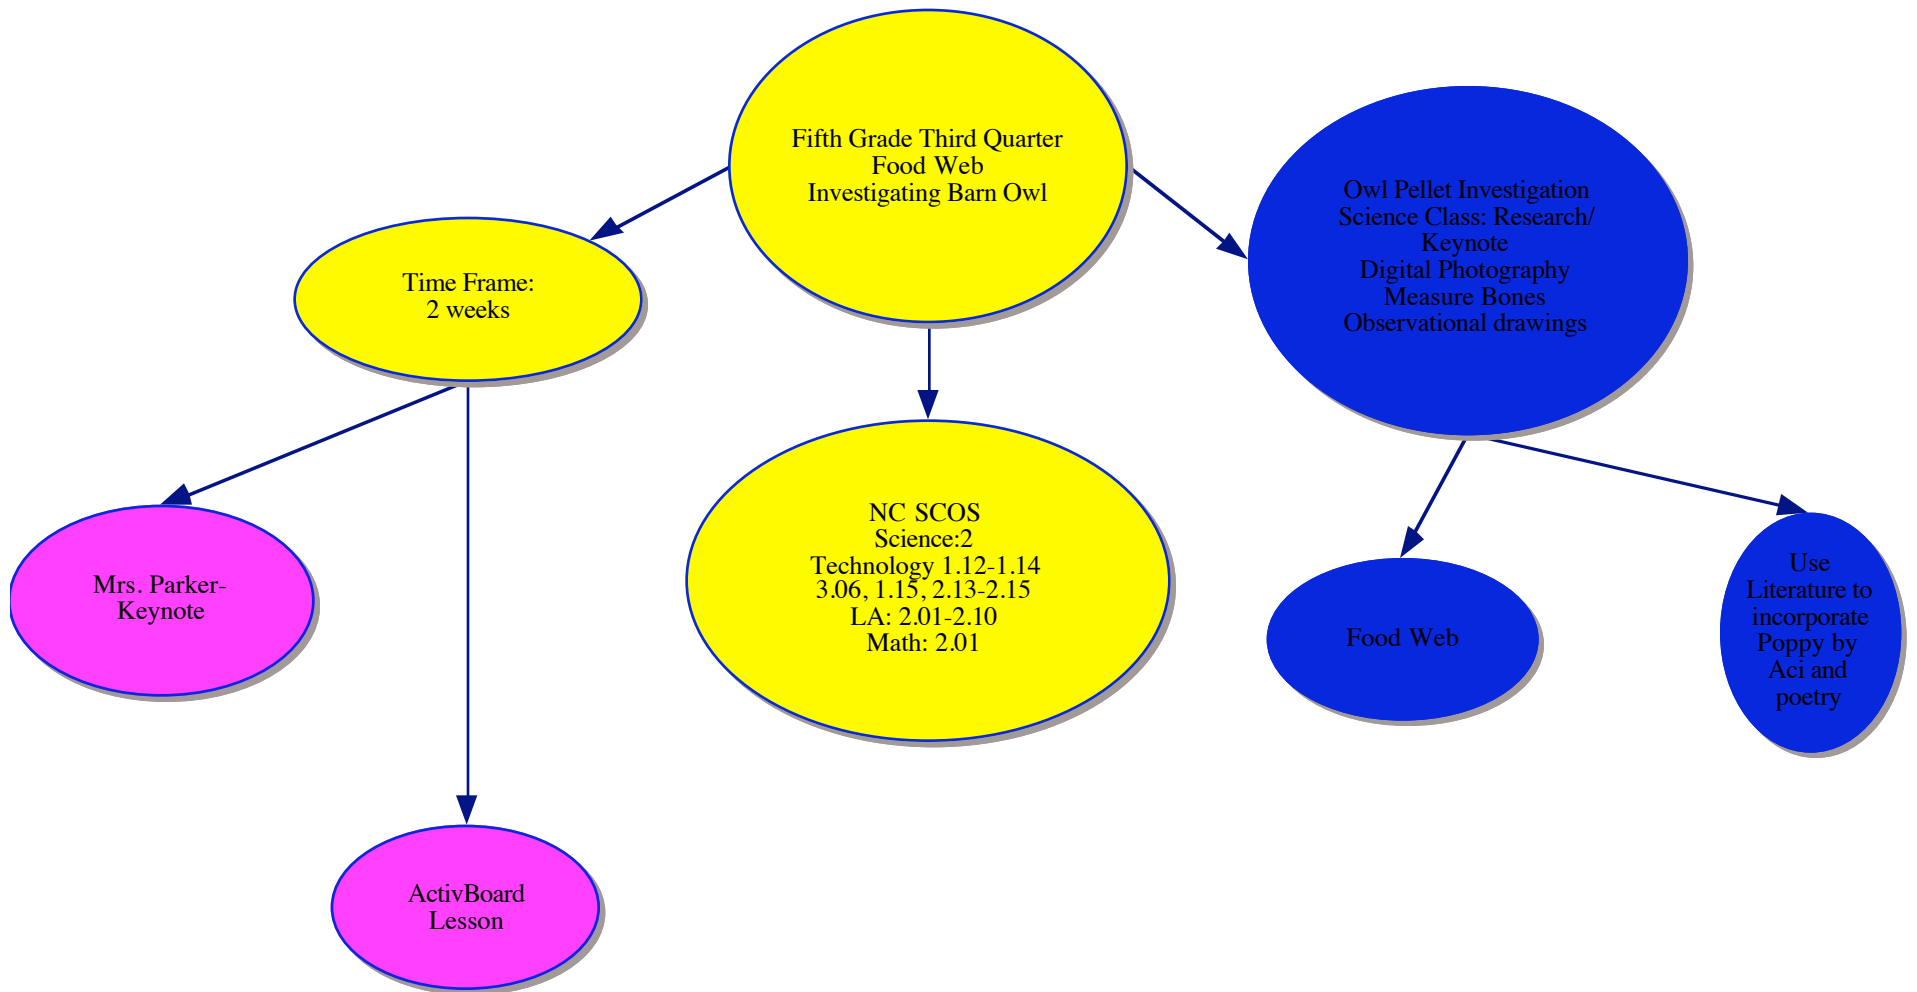 Fifth Grade Third Quarter
Food Web
Investigating Barn Owl
Owl Pellet Investigation
Science Class: Research/
Keynote
Digital Photography
Measure Bones
Observational drawings
Time Frame:
2 weeks
NC SCOS
Science:2
Technology 1.12-1.14
3.06, 1.15, 2.13-2.15
LA: 2.01-2.10
Math: 2.01
Mrs. Parker-
Keynote
Food Web
Use
Literature to
incorporate
Poppy by
Aci and
poetry
ActivBoard
Lesson